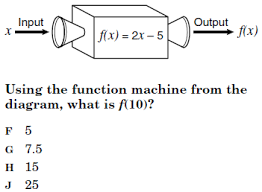 Input
Output
x
f(x) = 2x – 5
f(x)
Using the function machine from the
diagram, what is f(10)?
F 5
G 7.5
H 15
J 25